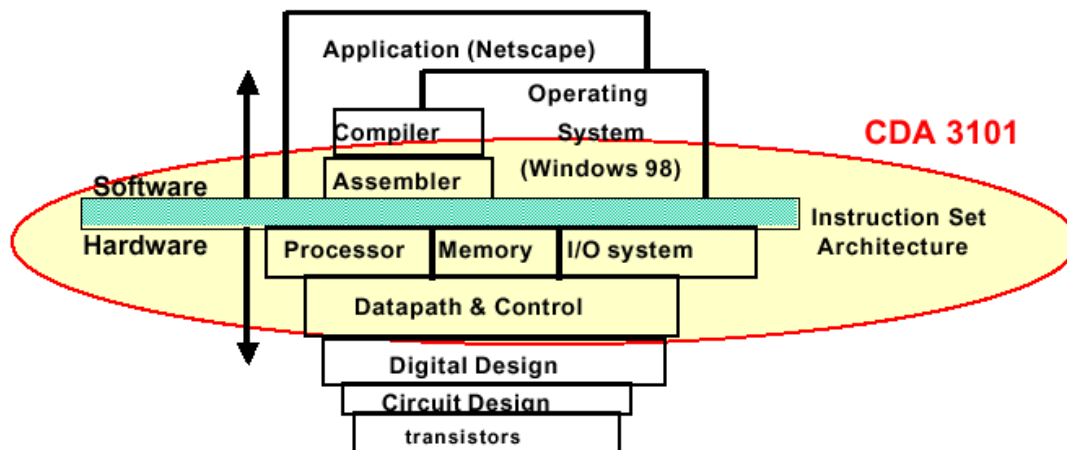 Application (Netscape)
Operating
System
(Windows 98)
Compiler
Assembler
CDA 3101
Software
Hardware
Instruction Set
Architecture
Processor
Memory
I/O system
Datapath & Control
Digital Design
Circuit Design
transistors